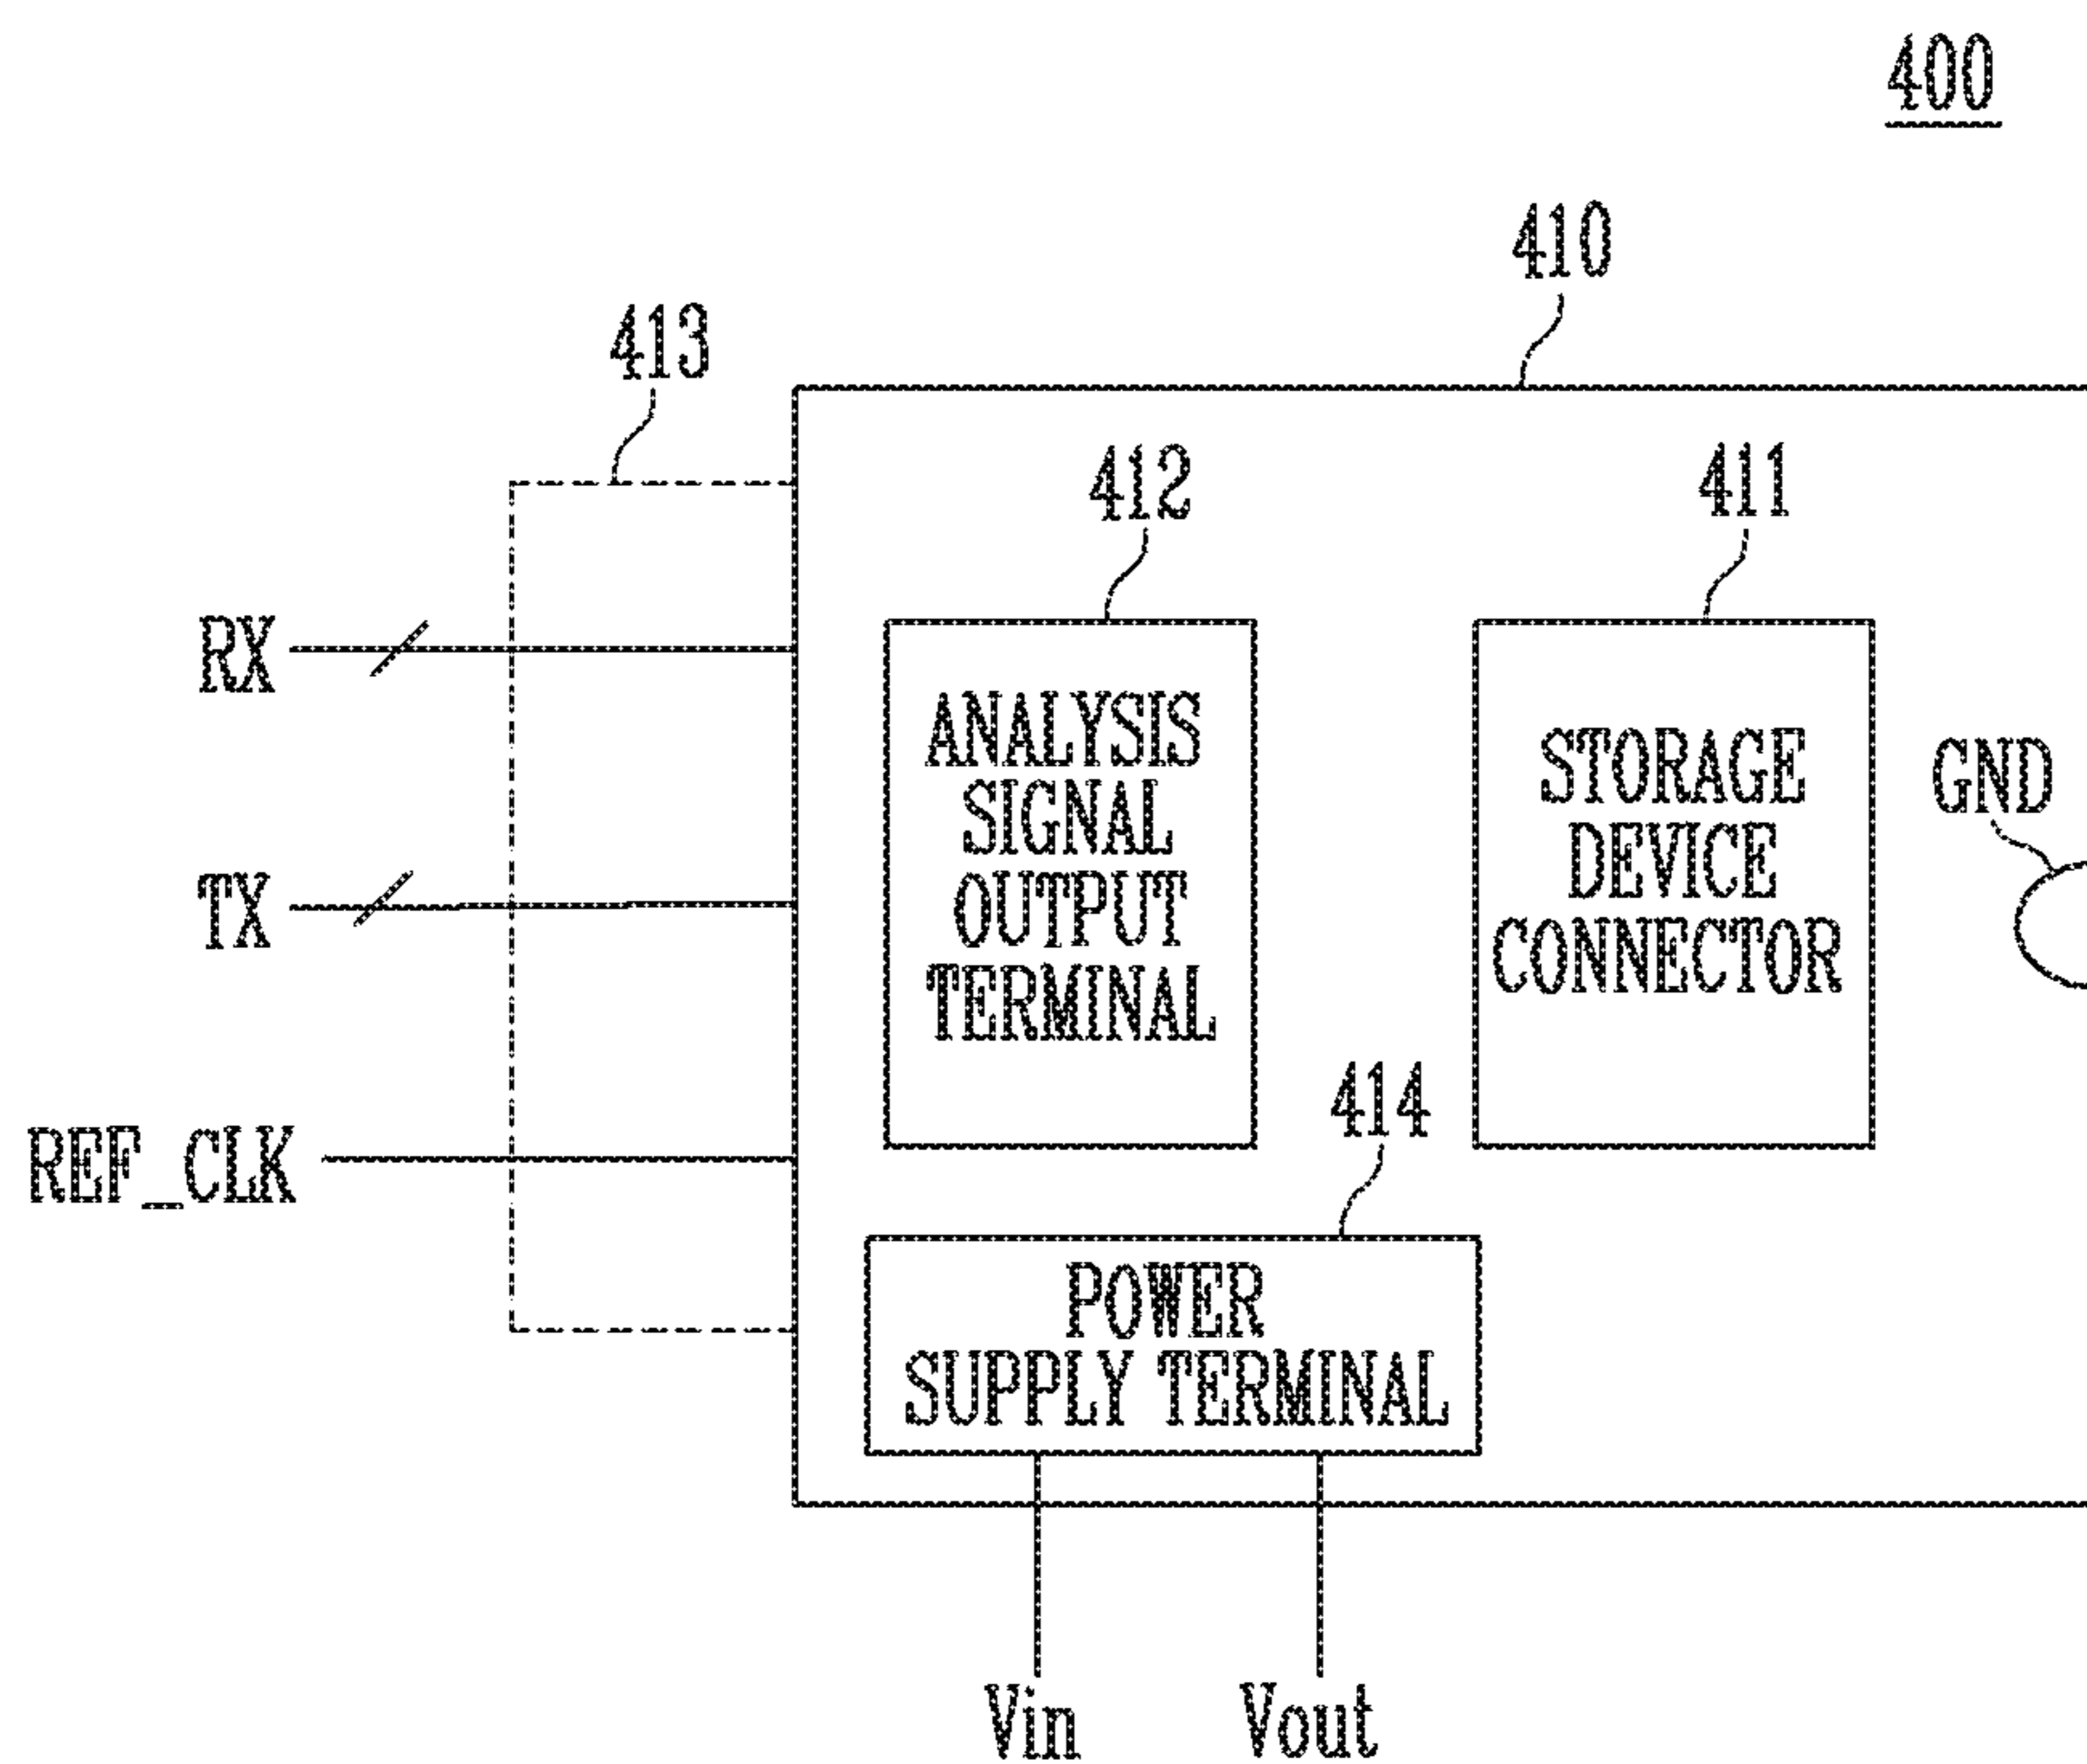 400
410
413
412
411
RX
ANALYSIS
SIGNAL
OUTPUT
TERMINAL
STORAGE
DEVICE
CONNECTOR
GND
TX
414
REF_CLK
POWER
SUPPLY TERMINAL
Vin
Vout